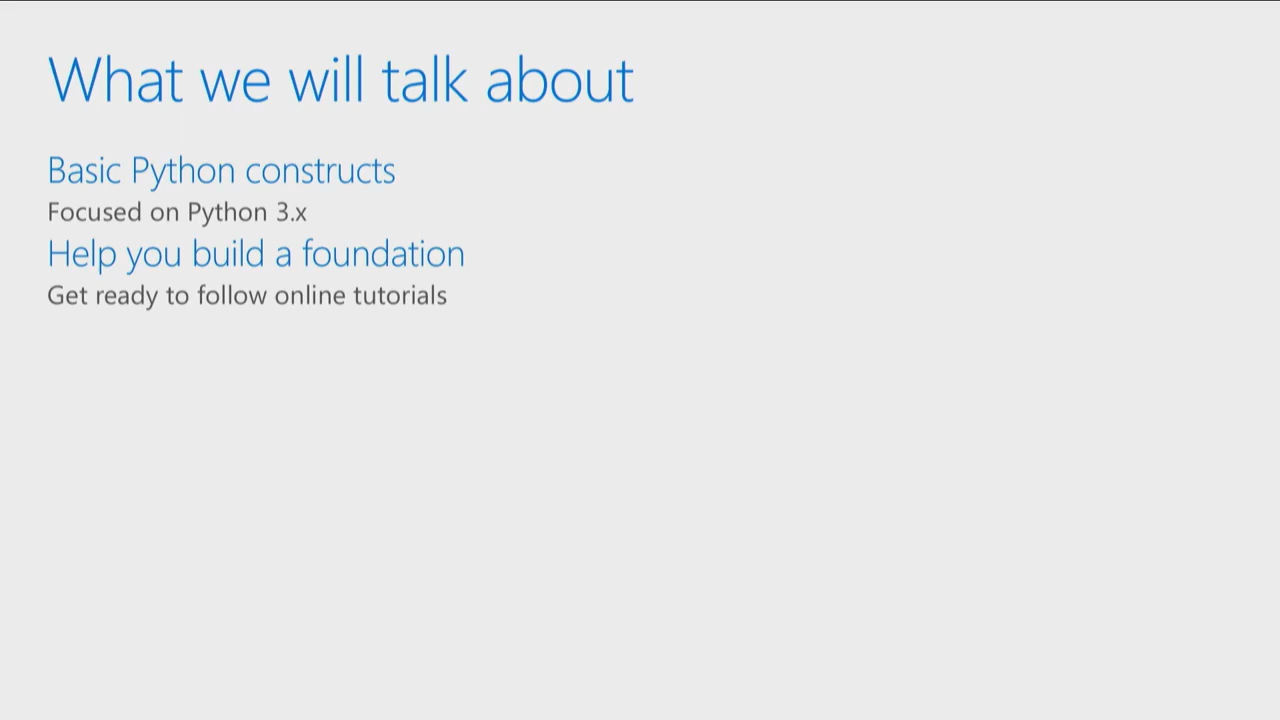 What we will talk about
Basic Python constructs
Focused on Python 3.x
Help you build a foundation
Get ready to follow online tutorials